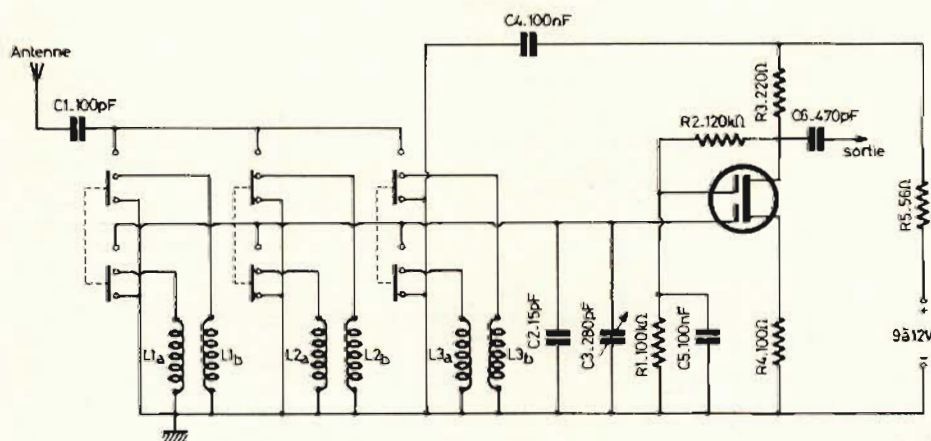 C4.100nF
Antenne
C1.100pF
R3.220Ω
R2.120kΩ
C6.470pF
sortie
R5.56Ω
C2.15pF
C3.280pF
R1.100kΩ
C5.100nF
R4.100Ω
+
9à12V
-
L1a
L1b
L2a
L2b
L3a
L3b